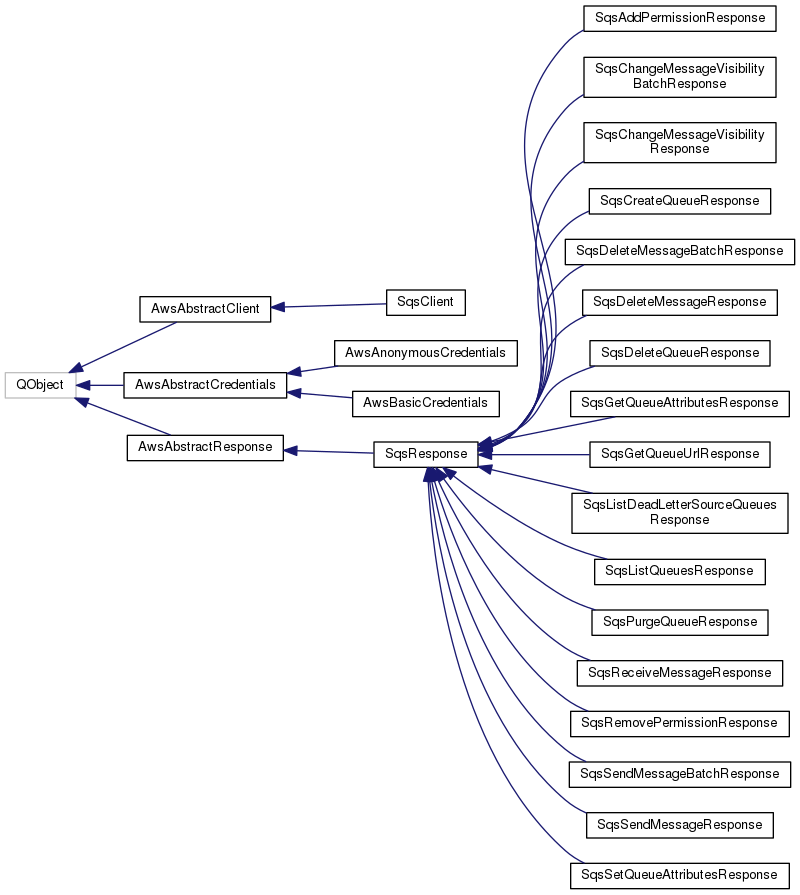 SqsAddPermissionResponse
SqsChangeMessageVisibility
BatchResponse
SqsChangeMessageVisibility
Response
SqsCreateQueueResponse
SqsDeleteMessageBatchResponse
AwsAbstractClient
SqsClient
SqsDeleteMessageResponse
AwsAnonymousCredentials
SqsDeleteQueueResponse
QObject
AwsAbstractCredentials
AwsBasicCredentials
SqsGetQueueAttributesResponse
AwsAbstractResponse
SqsResponse
SqsGetQueueUrlResponse
SqsListDeadLetterSourceQueues
Response
SqsListQueuesResponse
SqsPurgeQueueResponse
SqsReceiveMessageResponse
SqsRemovePermissionResponse
SqsSendMessageBatchResponse
SqsSendMessageResponse
SqsSetQueueAttributesResponse